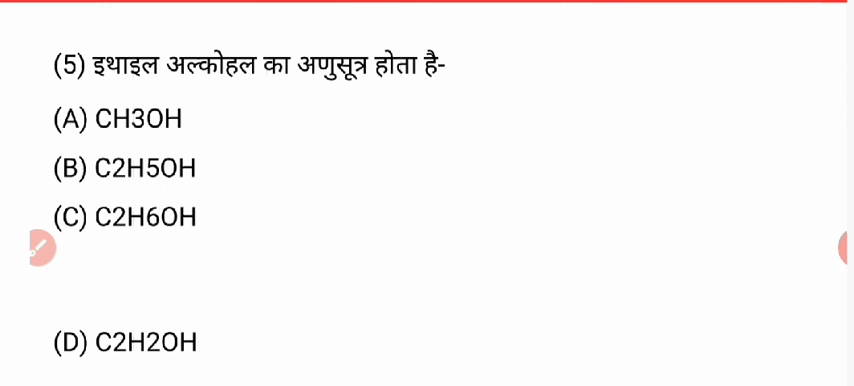 (5) इथाइल अल्कोहल का अणुसूत्र होता है-
(A) CH3OH
(B) C2H5OH
(C) C2H6OH
(D) C2H2OH